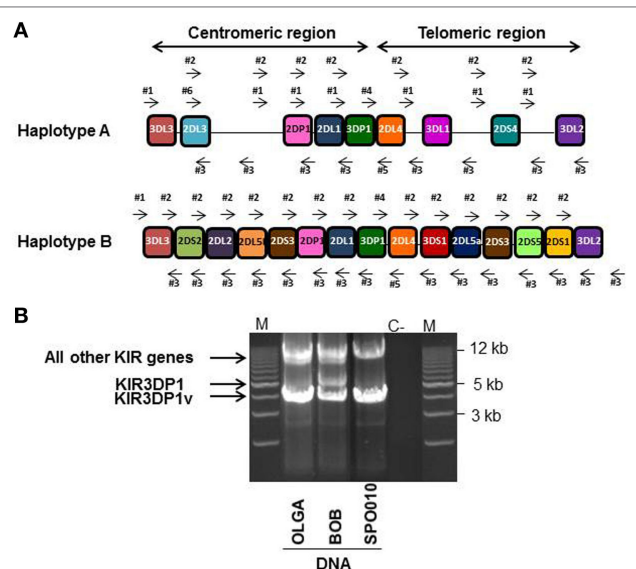 A
Centromeric region Telomeric region
#2 #2 #2 #2 #2 #2 #2
#1 #6 #1 #1 #1 #4 #1 #1 #1
Haplotype A 3DL3 2DL3 2DP1 2DL1 3DP1 2DL4 3DL1 2DS4 3DL2
#3 #3 #3 #3 #5 #3 #3 #3 #3
#1 #2 #2 #2 #2 #2 #2 #2 #4 #2 #2 #2 #2 #2 #2
Haplotype B 3DL3 2DS2 2DL2 2DL5 2DS3 2DP1 2DL1 3DP1 2DL4 3DS1 2DL5a 2DS3 2DS5 2DS1 3DL2
#3 #3 #3 #3 #3 #3 #3 #3 #5 #3 #3 #3 #3 #3 #3
B
M C- M
All other KIR genes 12 kb
KIR3DP1 5 kb
KIR3DP1v
3 kb
OLGA BOB SPO010
DNA